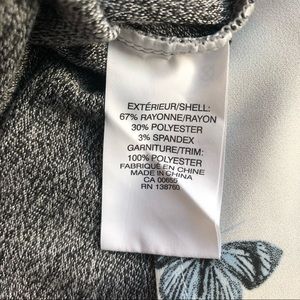 EXTÉRIEUR/SHELL:
67% RAYONNE/RAYON
30% POLYESTER
3% SPANDEX
GARNITURE/TRIM:
100% POLYESTER
FABRIQUÉ EN CHINE
MADE IN CHINA
CA 00655
RN 138760